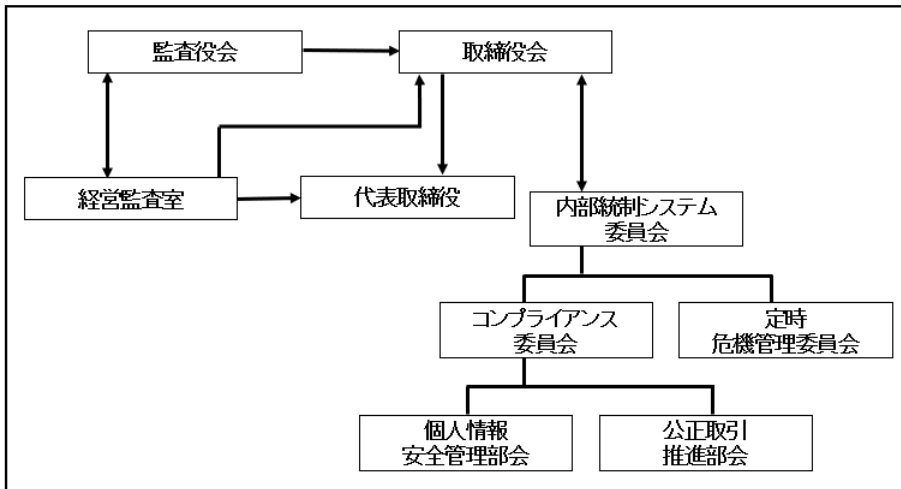 監査役会
取締役会
経営監査室
代表取締役
内部統制システム
委員会
コンプライアンス
委員会
定時
危機管理委員会
個人情報
安全管理部会
公正取引
推進部会